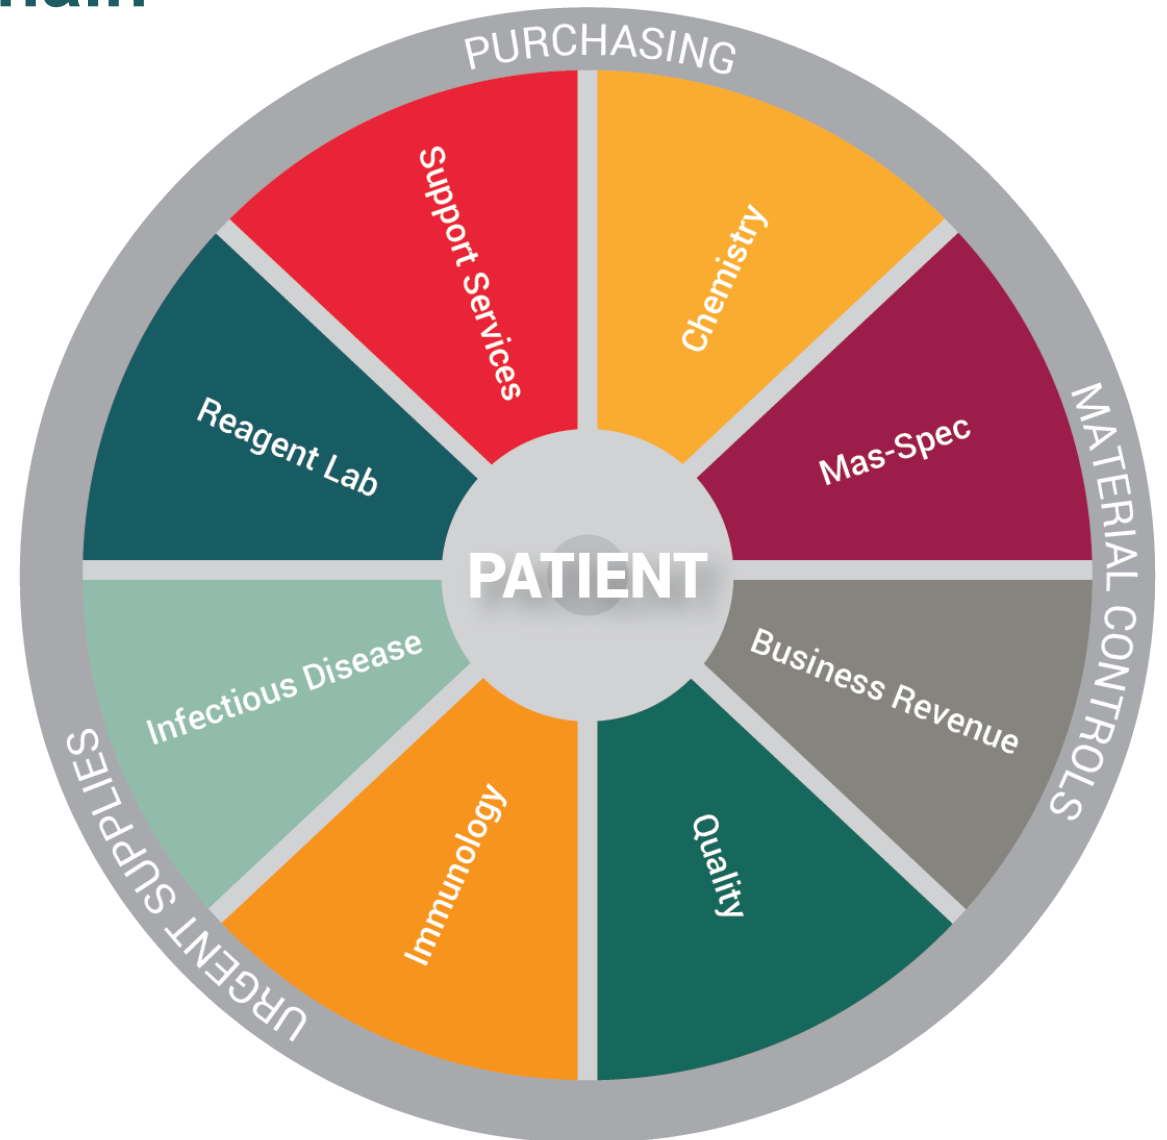 PURCHASING
Support Services
Chemistry
Reagent Lab
Mas-Spec
MATERIAL CONTROLS
PATIENT
Infectious Disease
Business Revenue
URGENT SUPPLIES
Immunology
Quality